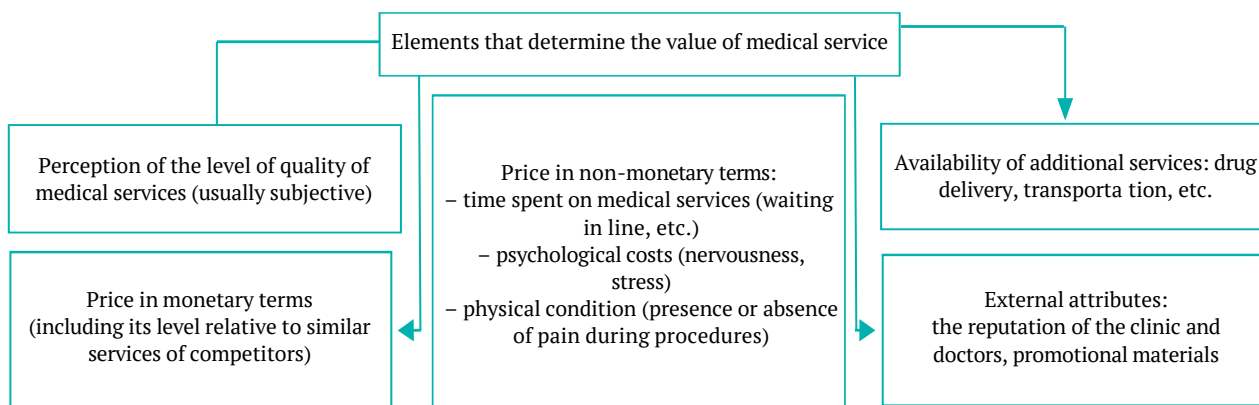 Elements that determine the value of medical service
Perception of the level of quality of
medical services (usually subjective)
Price in monetary terms
(including its level relative to similar
services of competitors)
Price in non-monetary terms:
– time spent on medical services (waiting
in line, etc.)
– psychological costs (nervousness,
stress)
– physical condition (presence or absence
of pain during procedures)
Availability of additional services: drug
delivery, transporta tion, etc.
External attributes:
the reputation of the clinic and
doctors, promotional materials